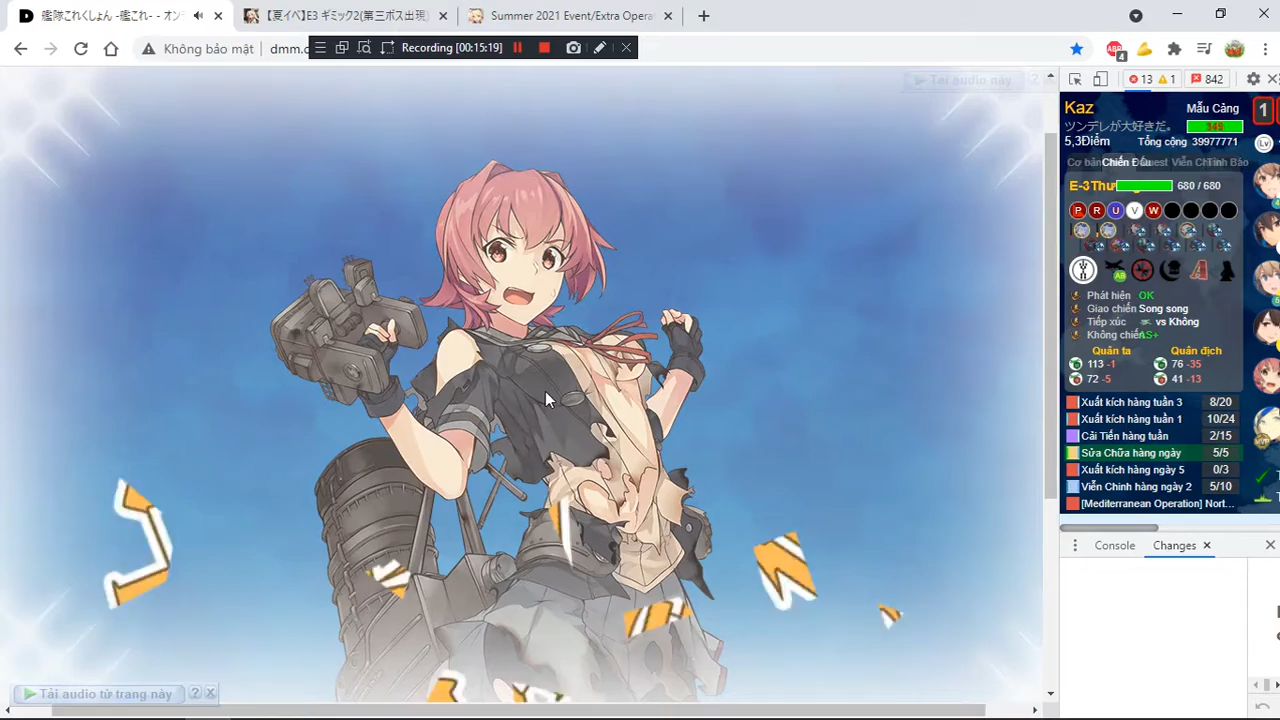 艦隊これくしょん -艦これ- - オン
【夏イベ】E3 ギミック2(第三ボス出現)
Summer 2021 Event/Extra Opera
Không bảo mật
dmm.c
Recording [00:15:19]
4
Tải audio này ?
13 1 842
Kaz
Mẫu Cảng
1
ツンデレが大好きだ。
5,3Điểm
Tổng cộng 39977771
Chiến Đấu
E-3Thư
680 / 680
P R U V W
AB
Phát hiện OK
Giao chiến Song song
Tiếp xúc vs Không
Không chiến AS+
Quân ta Quân địch
113 -1 76 -35
72 -5 41 -13
Xuất kích hàng tuần 3 8/20
Xuất kích hàng tuần 1 10/24
Cải Tiến hàng tuần 2/15
Sửa Chữa hàng ngày 5/5
Xuất kích hàng ngày 5 0/3
Viễn Chinh hàng ngày 2 5/10
[Mediterranean Operation] Nort...
Console Changes
Tải audio từ trang này ? X